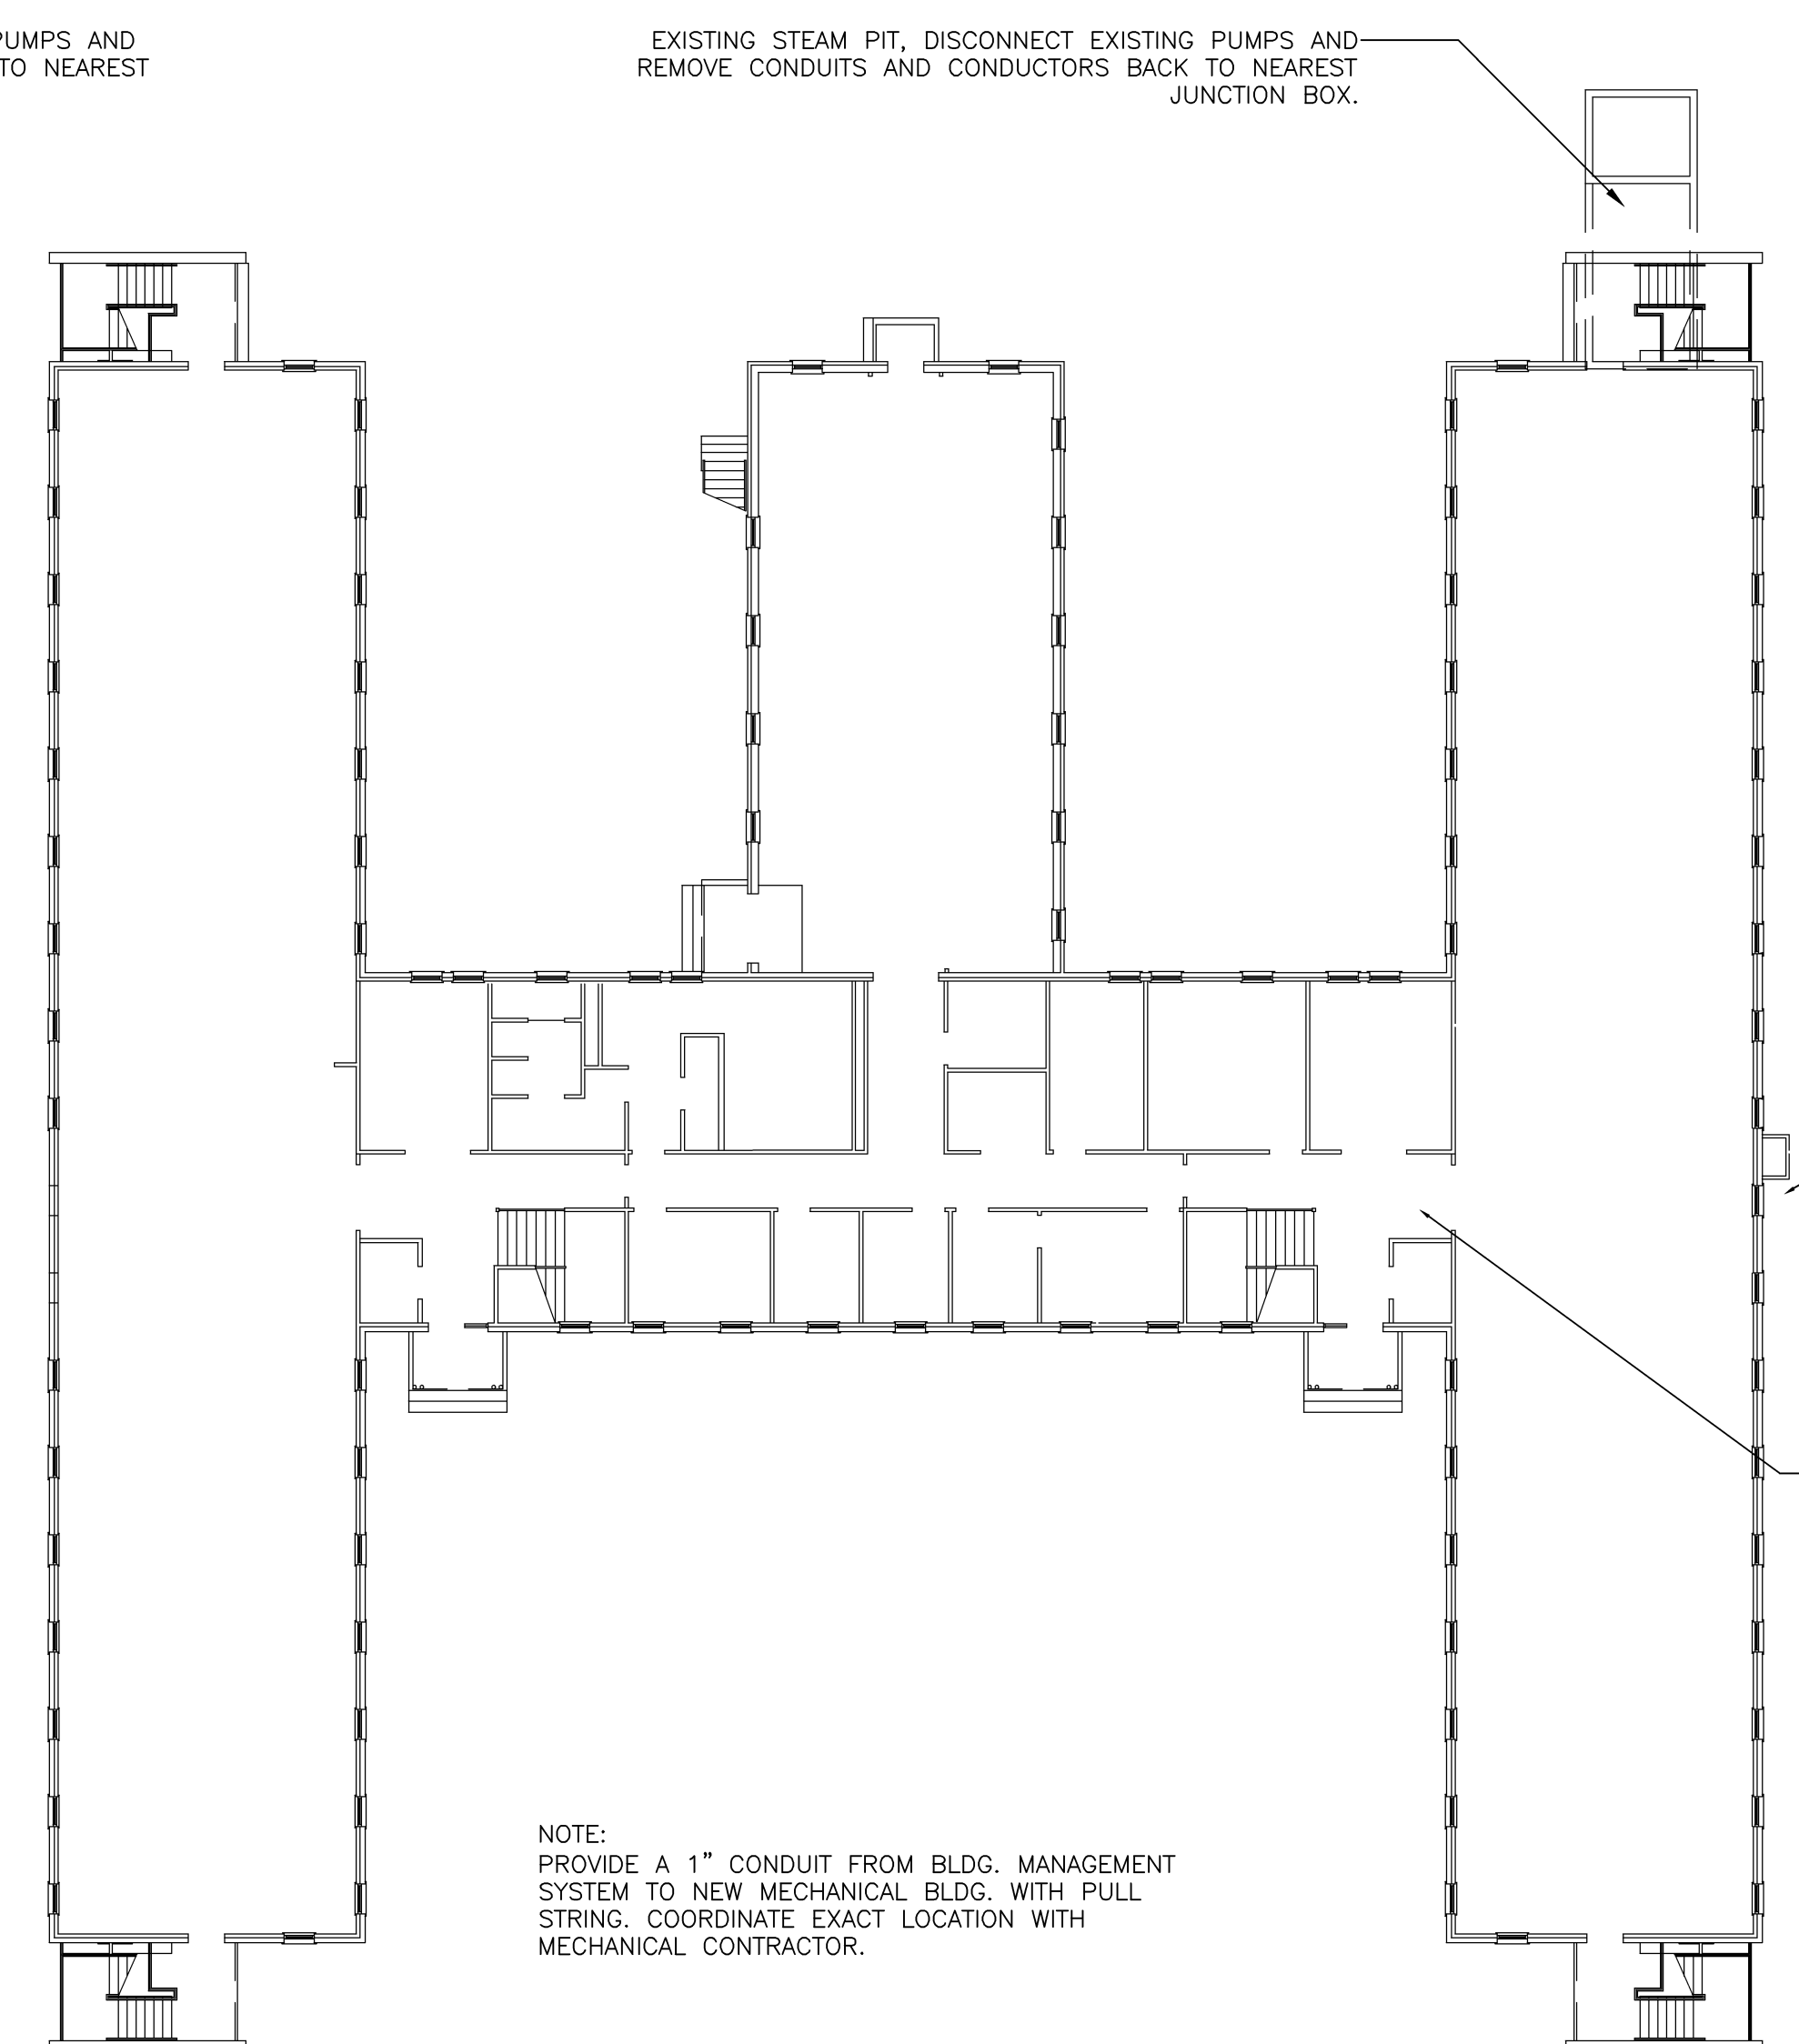 PUMPS AND
TO NEAREST
EXISTING STEAM PIT, DISCONNECT EXISTING PUMPS AND
REMOVE CONDUITS AND CONDUCTORS BACK TO NEAREST
JUNCTION BOX.
NOTE:
PROVIDE A 1” CONDUIT FROM BLDG. MANAGEMENT
SYSTEM TO NEW MECHANICAL BLDG. WITH PULL
STRING. COORDINATE EXACT LOCATION WITH
MECHANICAL CONTRACTOR.